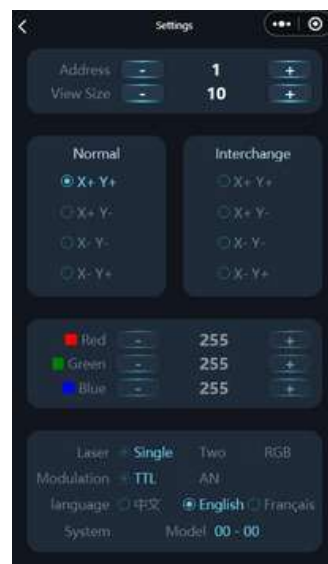 Settings
Address - 1 +
View Size - 10 +
Normal
X+ Y+
X+ Y-
X- Y-
X- Y+
Interchange
X+ Y+
X+ Y-
X- Y-
X- Y+
Red - 255 +
Green - 255 +
Blue - 255 +
Laser Single Two RGB
Modulation TTL AN
language 中文 English Français
System Model 00 - 00